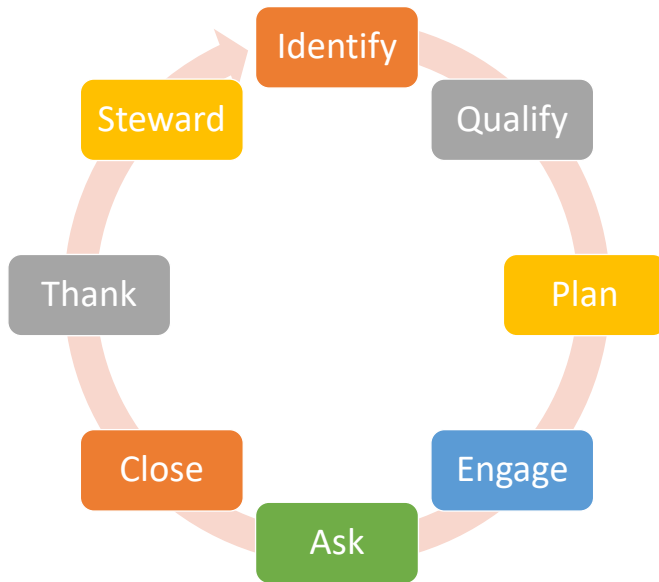 Identify
Qualify
Plan
Engage
Ask
Close
Thank
Steward